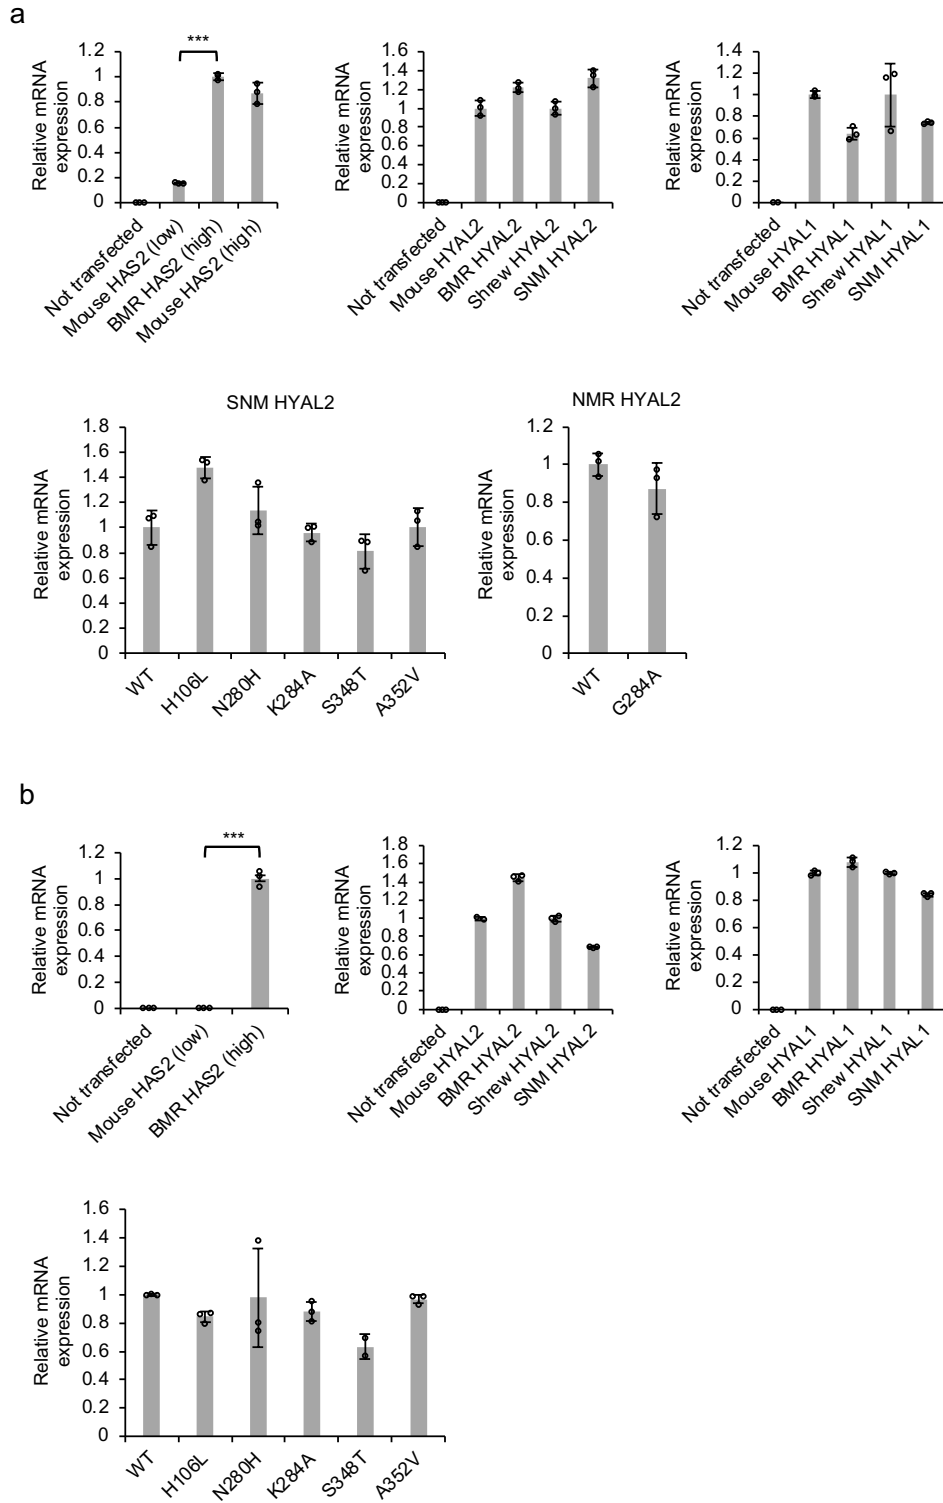 a
***
Relative mRNA
expression
1.2
1
0.8
0.6
0.4
0.2
0
Not transfected
Mouse HAS2 (low)
BMR HAS2 (high)
Mouse HAS2 (high)
Relative mRNA
expression
1.6
1.4
1.2
1
0.8
0.6
0.4
0.2
0
Not transfected
Mouse HYAL2
BMR HYAL2
Shrew HYAL2
SNM HYAL2
Relative mRNA
expression
1.4
1.2
1
0.8
0.6
0.4
0.2
0
Not transfected
Mouse HYAL1
BMR HYAL1
Shrew HYAL1
SNM HYAL1
SNM HYAL2
Relative mRNA
expression
1.8
1.6
1.4
1.2
1
0.8
0.6
0.4
0.2
0
WT
H106L
N280H
K284A
S348T
A352V
NMR HYAL2
Relative mRNA
expression
1.2
1
0.8
0.6
0.4
0.2
0
WT
G284A
b
***
Relative mRNA
expression
1.2
1
0.8
0.6
0.4
0.2
0
Not transfected
Mouse HAS2 (low)
BMR HAS2 (high)
Relative mRNA
expression
1.8
1.6
1.4
1.2
1
0.8
0.6
0.4
0.2
0
Not transfected
Mouse HYAL2
BMR HYAL2
Shrew HYAL2
SNM HYAL2
Relative mRNA
expression
1.2
1
0.8
0.6
0.4
0.2
0
Not transfected
Mouse HYAL1
BMR HYAL1
Shrew HYAL1
SNM HYAL1
Relative mRNA
expression
1.6
1.4
1.2
1
0.8
0.6
0.4
0.2
0
WT
H106L
N280H
K284A
S348T
A352V